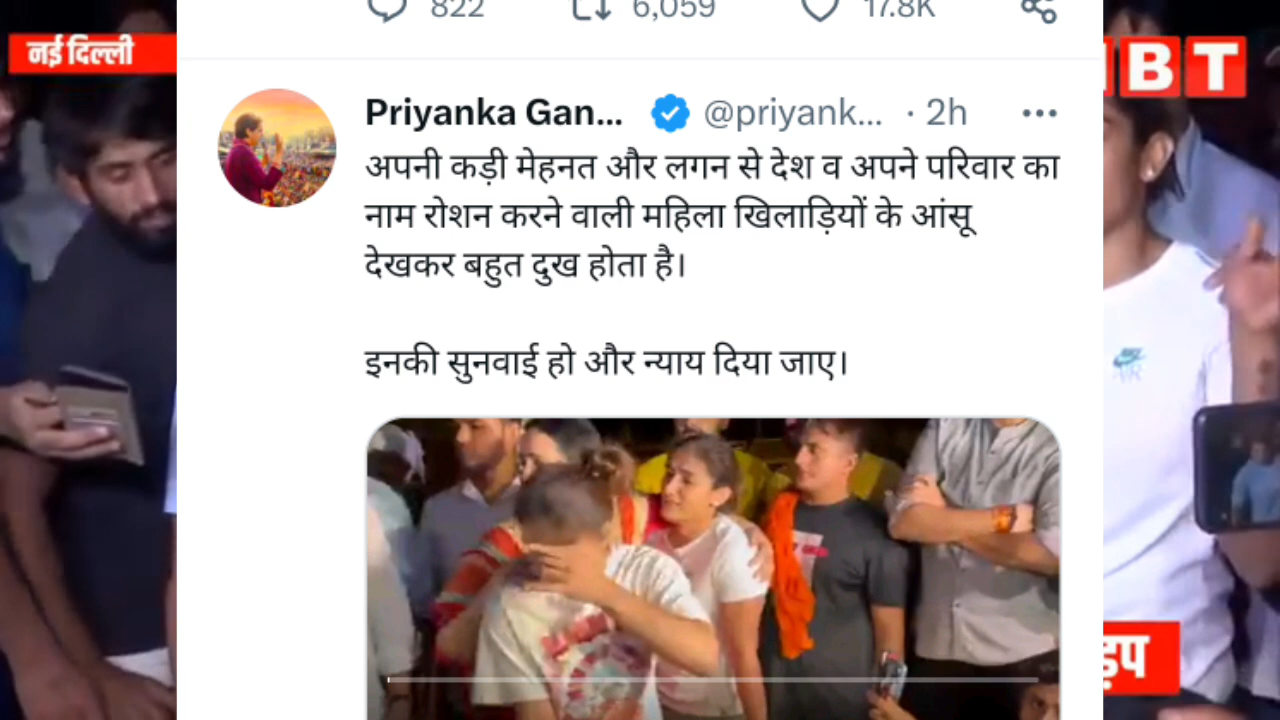 822 6,059 17.8K
नई दिल्ली
BT
Priyanka Gan... @priyank... · 2h ...
अपनी कड़ी मेहनत और लगन से देश व अपने परिवार का
नाम रोशन करने वाली महिला खिलाड़ियों के आंसू
देखकर बहुत दुख होता है।
इनकी सुनवाई हो और न्याय दिया जाए।
AIR
ड़प